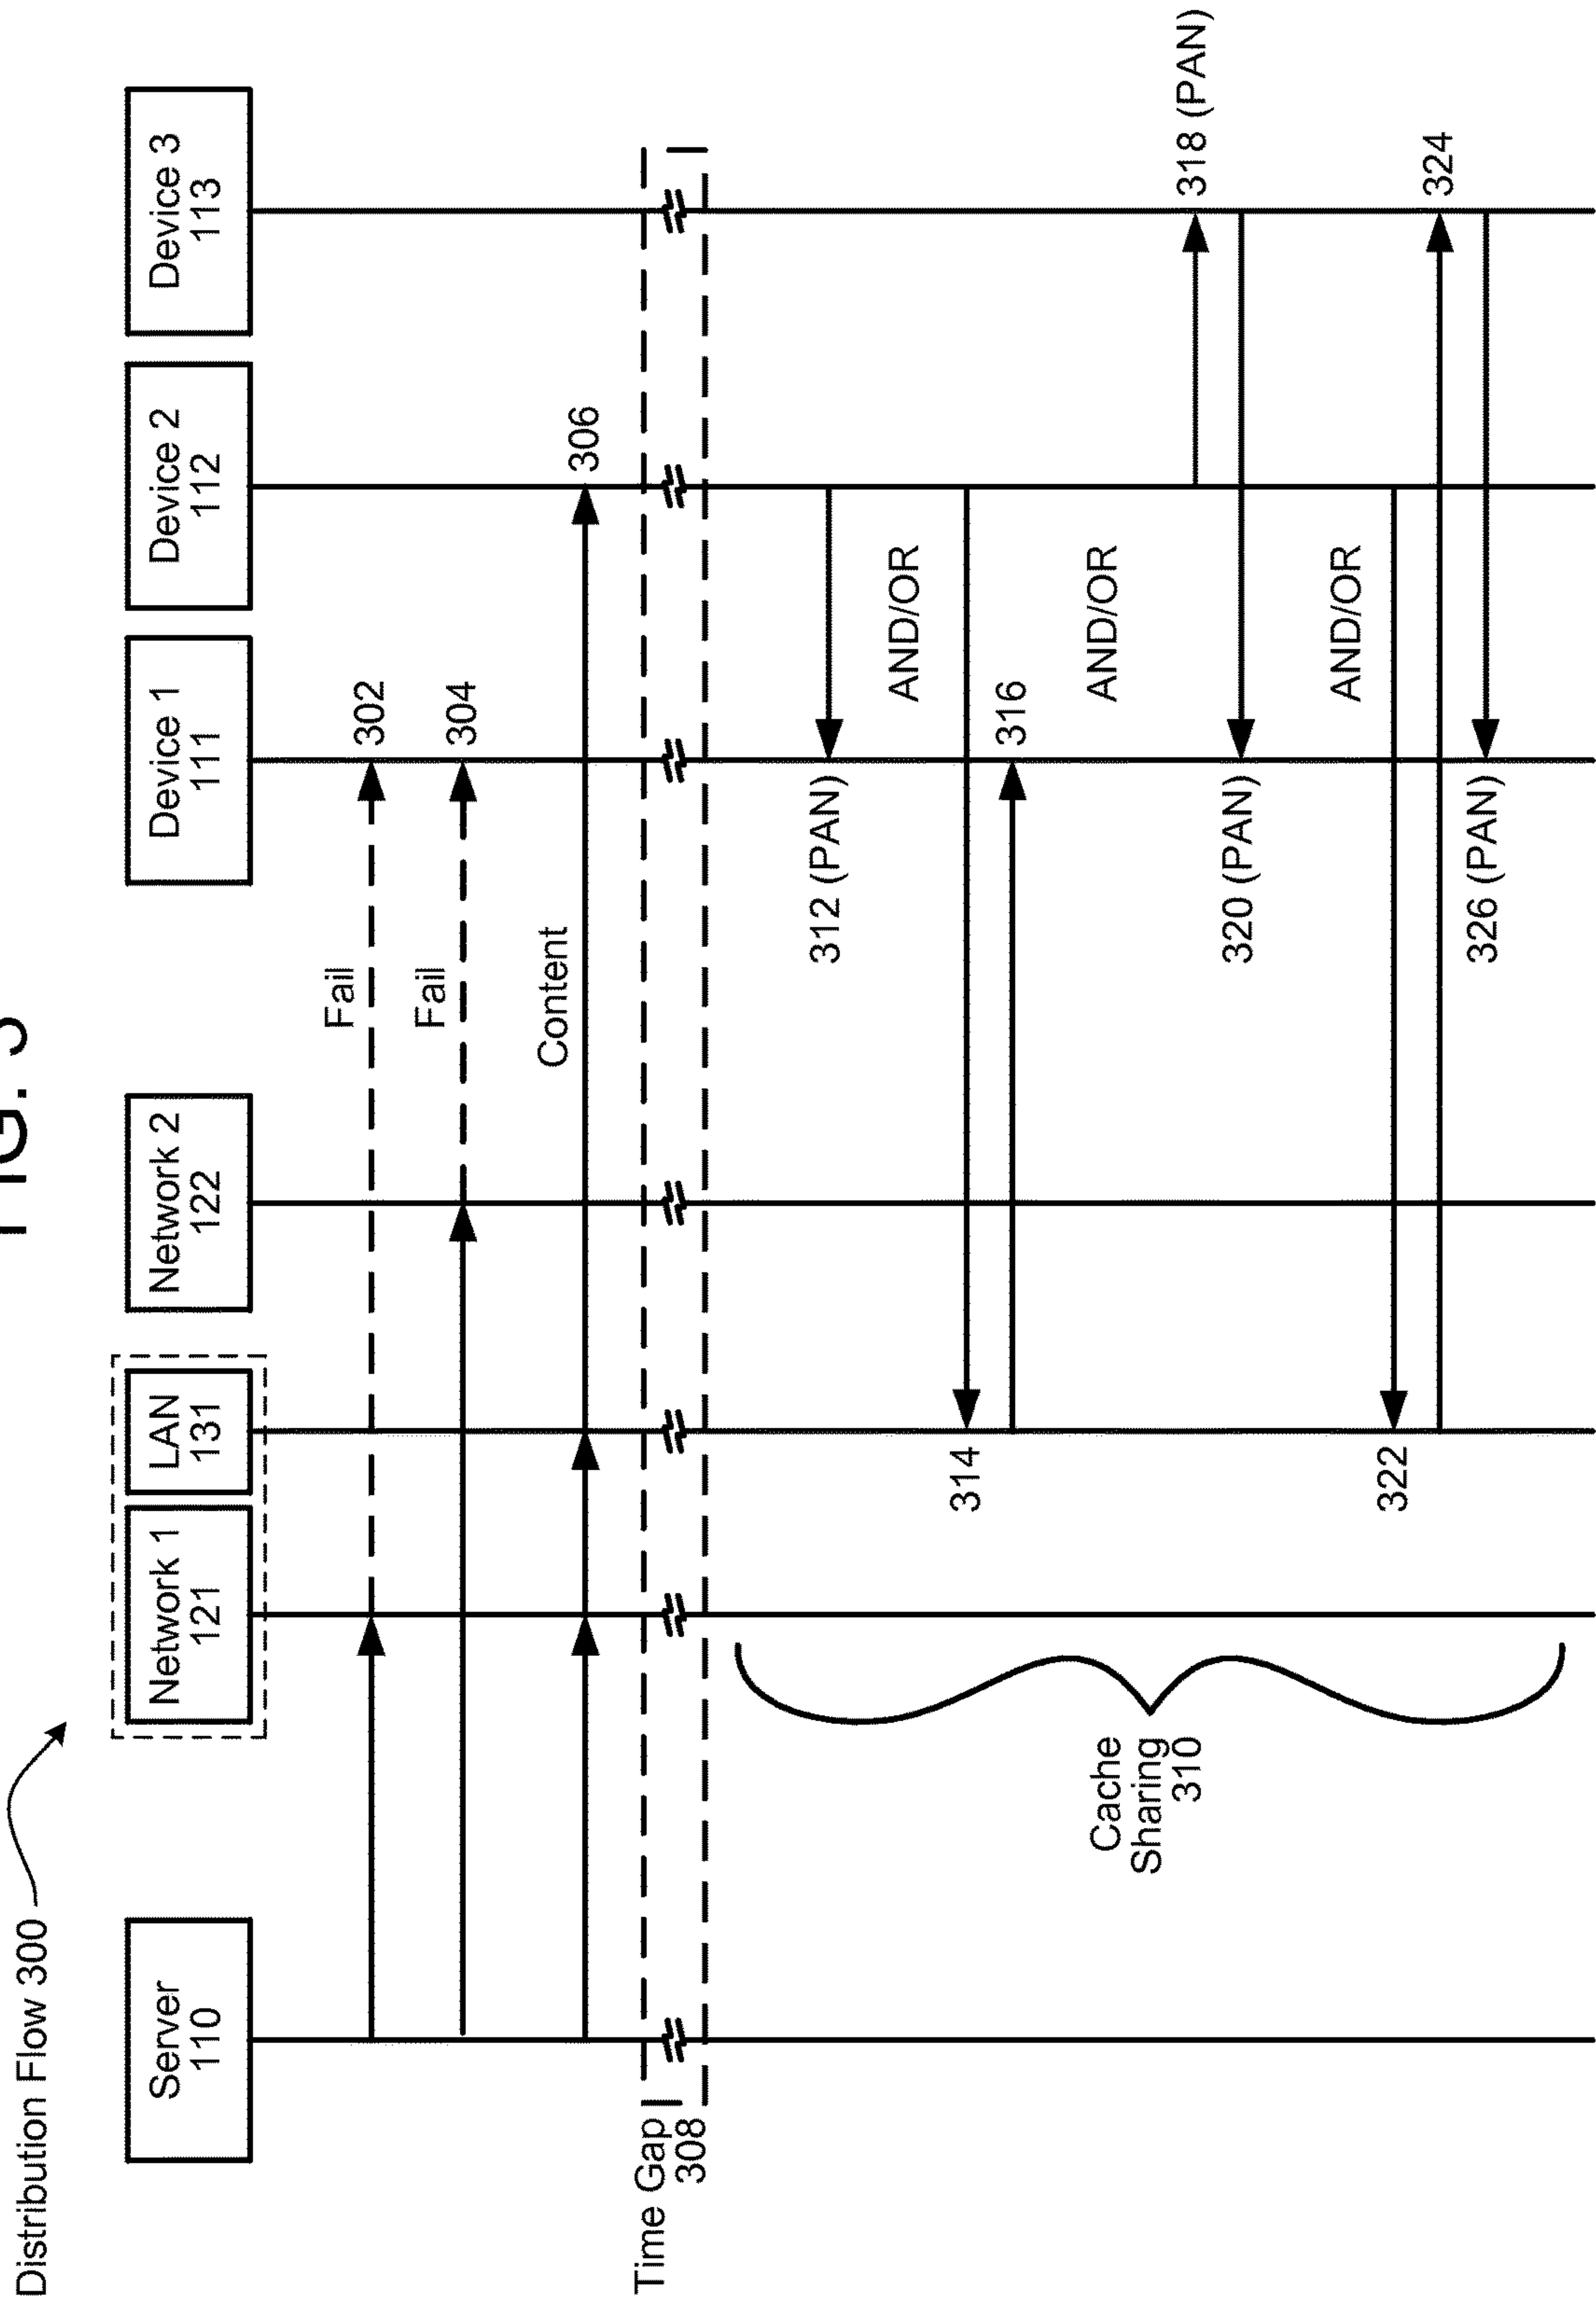 FIG. 3
Distribution Flow 300
Server
110
Network 1
121
LAN
131
Network 2
122
Device 1
111
Device 2
112
Device 3
113
Fail
302
Fail
304
Content
306
Time Gap
308
312 (PAN)
AND/OR
314
316
AND/OR
Cache
Sharing
310
318 (PAN)
320 (PAN)
AND/OR
322
324
326 (PAN)